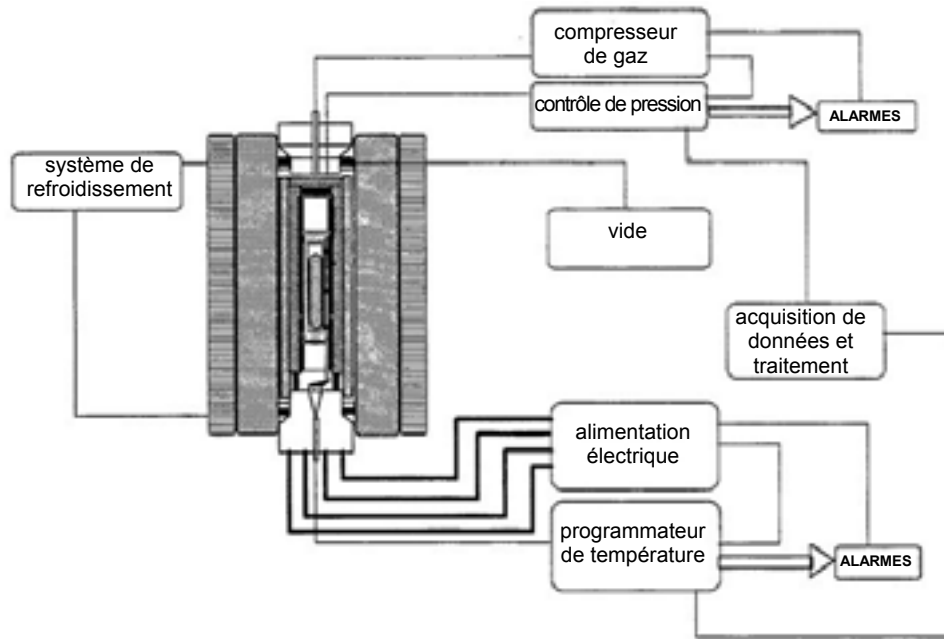 compresseur
de gaz
contrôle de pression
ALARMES
système de
refroidissement
vide
acquisition de
données et
traitement
alimentation
électrique
programmateur
de température
ALARMES